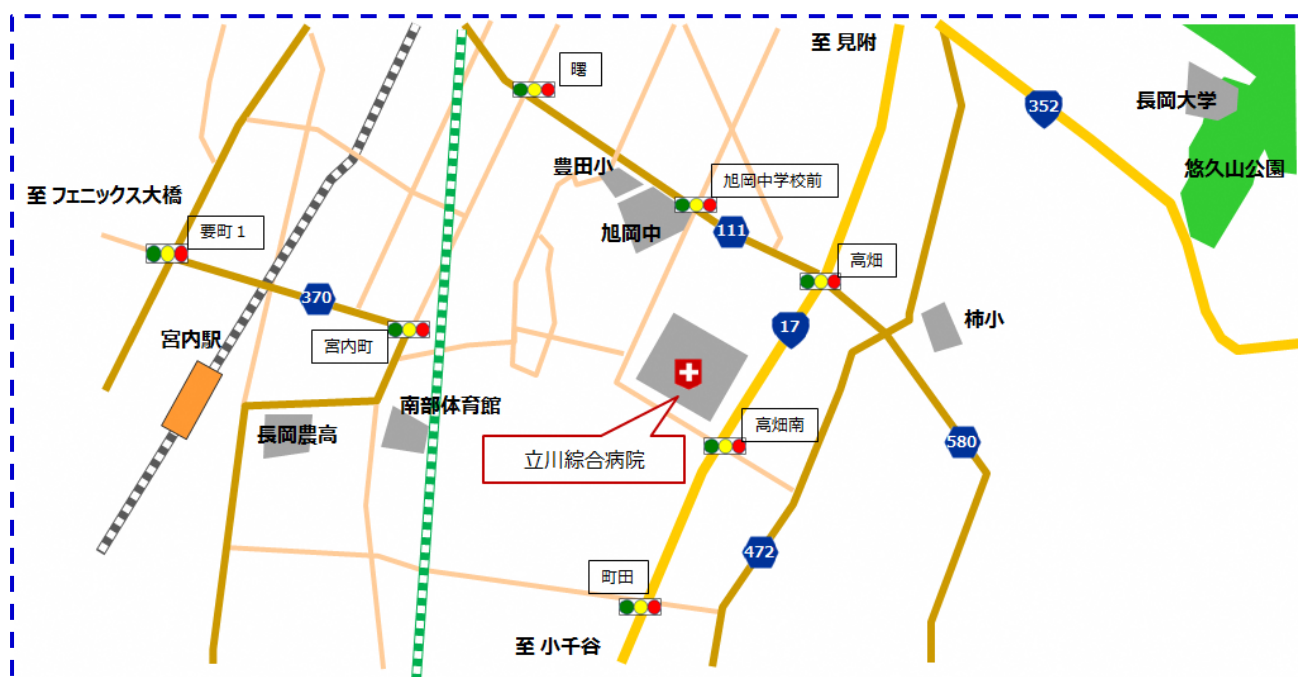 至 見附
曙
352
長岡大学
豊田小
悠久山公園
旭岡中学校前
至 フェニックス大橋
要町１
旭岡中
111
高畑
370
17
柿小
宮内駅
宮内町
南部体育館
高畑南
長岡農高
580
立川綜合病院
472
町田
至 小千谷